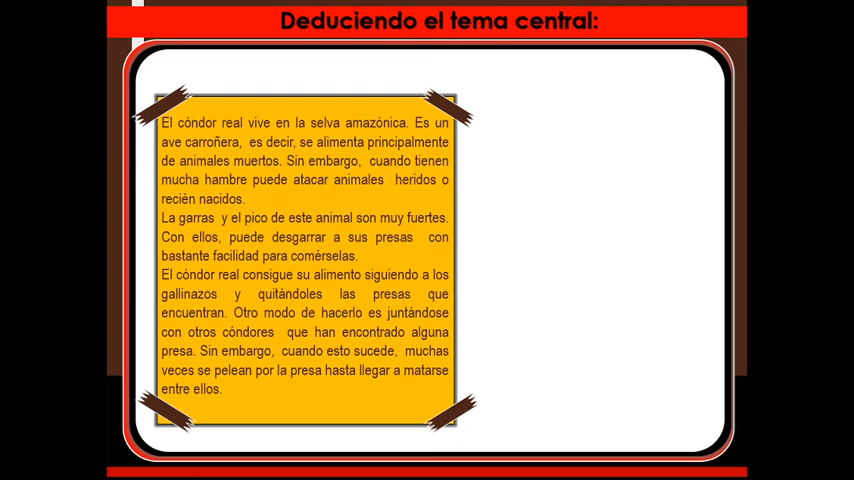 Deduciendo el tema central:
El cóndor real vive en la selva amazónica. Es un
ave carroñera, es decir, se alimenta principalmente
de animales muertos. Sin embargo, cuando tienen
mucha hambre puede atacar animales heridos o
recién nacidos.
La garras y el pico de este animal son muy fuertes.
Con ellos, puede desgarrar a sus presas con
bastante facilidad para comérselas.
El cóndor real consigue su alimento siguiendo a los
gallinazos y quitándoles las presas que
encuentran. Otro modo de hacerlo es juntándose
con otros cóndores que han encontrado alguna
presa. Sin embargo, cuando esto sucede, muchas
veces se pelean por la presa hasta llegar a matarse
entre ellos.